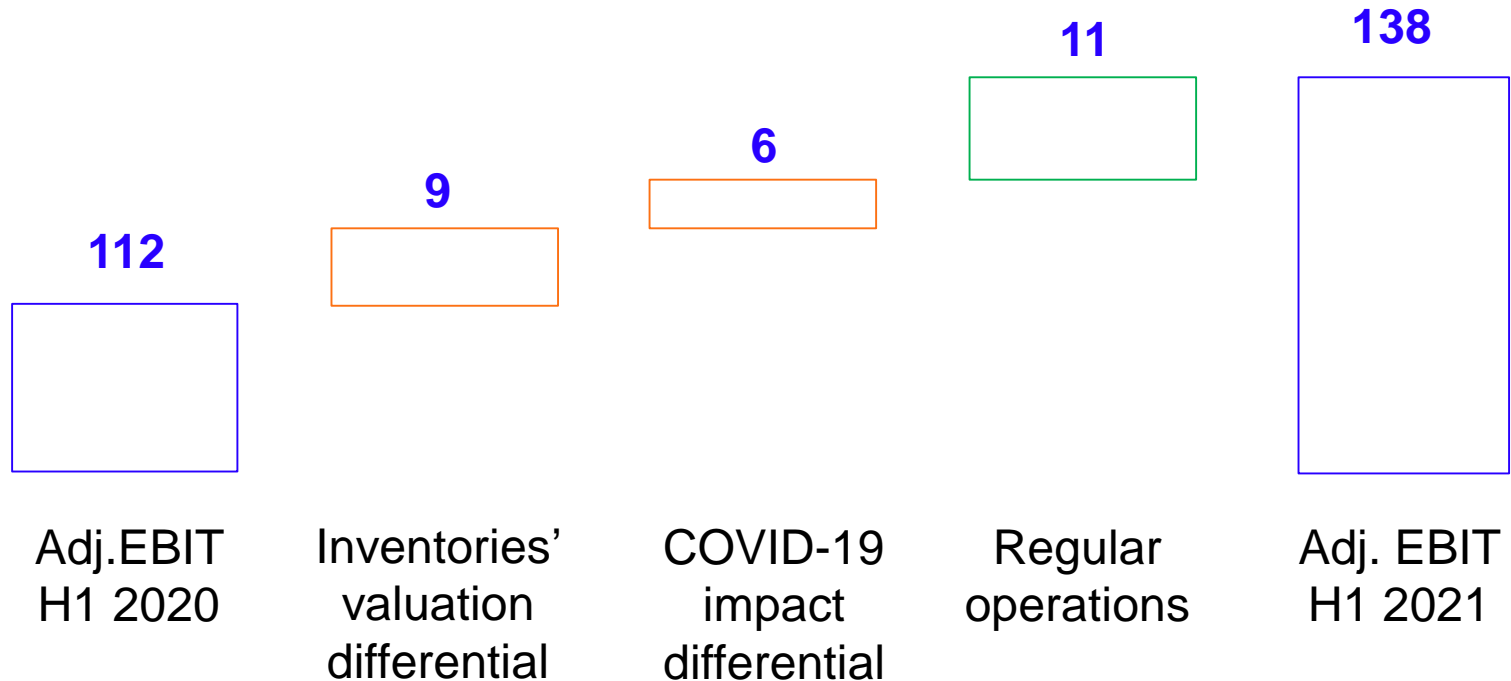 112
9
6
11
138
Adj.EBIT
H1 2020
Inventories’
valuation
differential
COVID-19
impact
differential
Regular
operations
Adj. EBIT
H1 2021